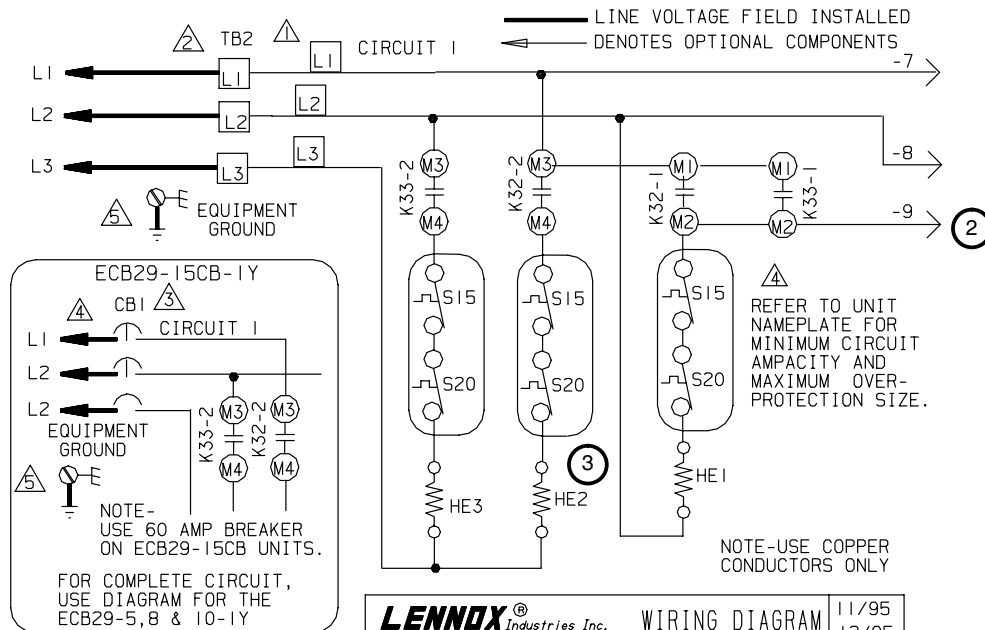 LINE VOLTAGE FIELD INSTALLED
DENOTES OPTIONAL COMPONENTS
2 TB2 1 L1 CIRCUIT 1
L1 L1 -7
L2 L2 L2 -8
L3 L3 L3 -9
2
5 EQUIPMENT
GROUND
K33-2 M3 M4
K32-2 M3 M4
K32-1 M1 M2
M1 M2 K33-1
S15 S15 S15
S20 S20 S20
HE3 HE2 HE1
3
4
REFER TO UNIT
NAMEPLATE FOR
MINIMUM CIRCUIT
AMPACITY AND
MAXIMUM OVER-
PROTECTION SIZE.
ECB29-15CB-1Y
4 CB1 3
L1 CIRCUIT 1
L2
L2
EQUIPMENT
GROUND
5
K33-2 M3 M4
K32-2 M3 M4
NOTE-
USE 60 AMP BREAKER
ON ECB29-15CB UNITS.
FOR COMPLETE CIRCUIT,
USE DIAGRAM FOR THE
ECB29-5,8 & 10-1Y
NOTE-USE COPPER
CONDUCTORS ONLY
LENNOX® Industries Inc. WIRING DIAGRAM 11/95